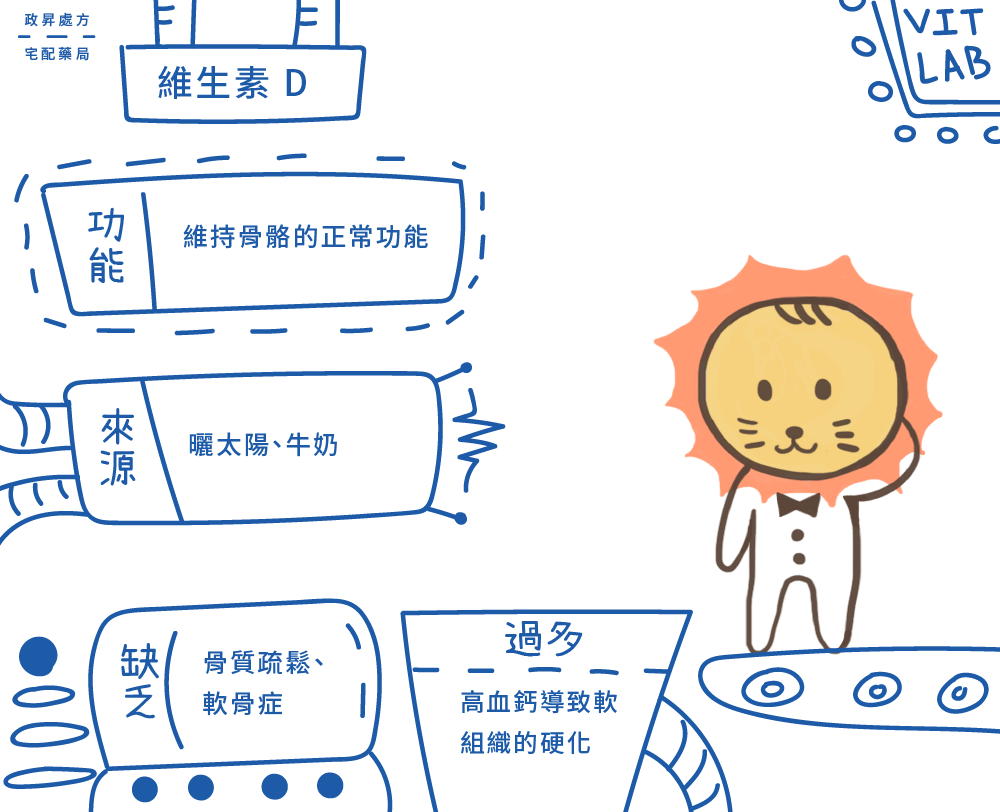 政昇處方
宅配藥局
VIT
LAB
維生素 D
功能
維持骨骼的正常功能
來源
曬太陽、牛奶
缺乏
骨質疏鬆、
軟骨症
過多
高血鈣導致軟
組織的硬化